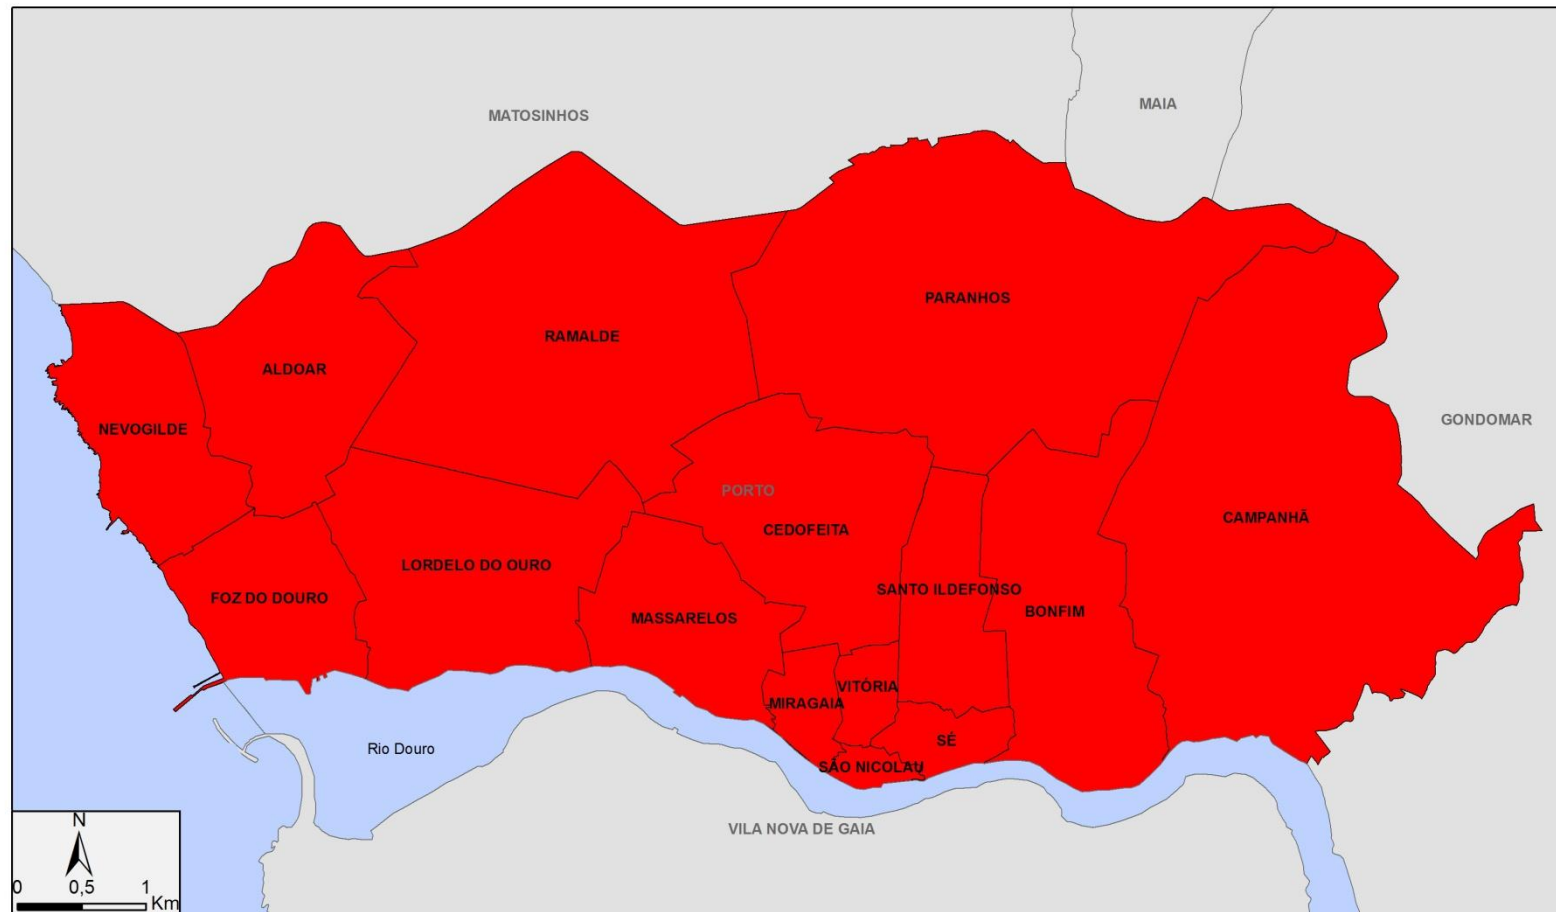 MAIA
MATOSINHOS
PARANHOS
RAMALDE
ALDOAR
GONDOMAR
NEVOGILDE
PORTO
CAMPANHÃ
CEDOFEITA
LORDELO DO OURO
SANTO ILDEFONSO
FOZ DO DOURO
BONFIM
MASSARELOS
VITÓRIA
MIRAGAIA
SÉ
Rio Douro
SÃO NICOLAU
VILA NOVA DE GAIA
N
0 0,5 1
Km